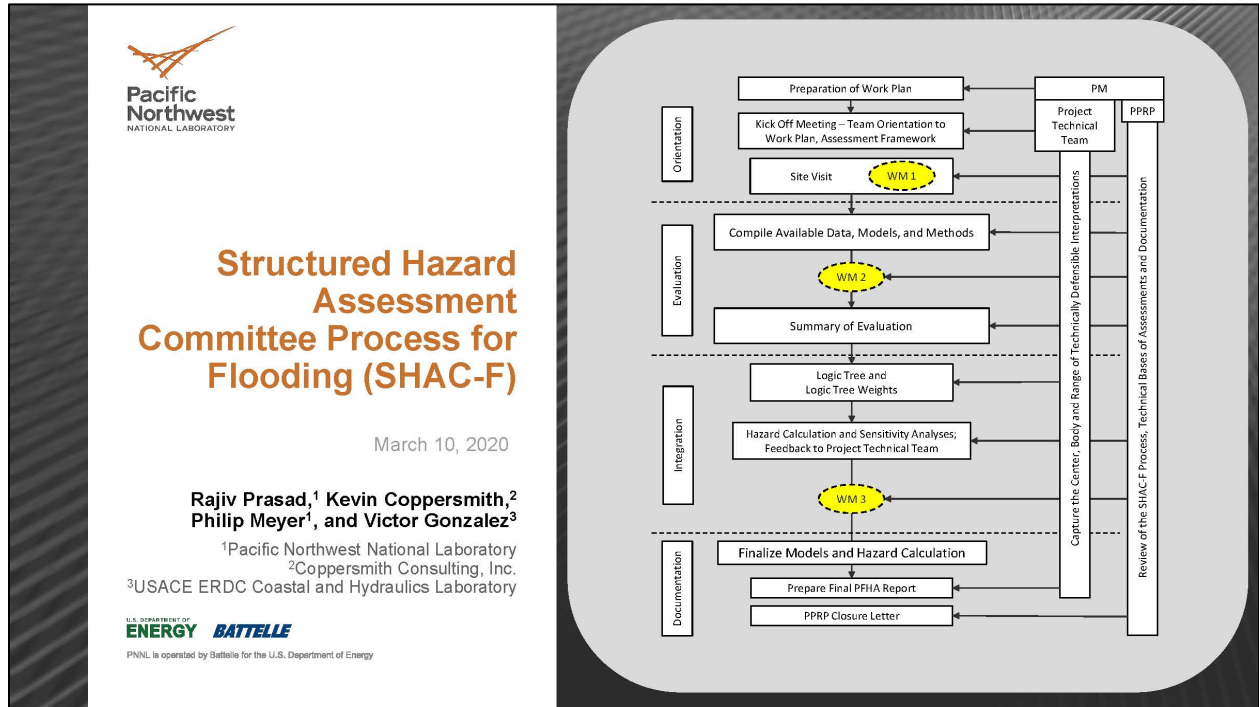 Pacific
Northwest
NATIONAL LABORATORY
Structured Hazard
Assessment
Committee Process for
Flooding (SHAC-F)
March 10, 2020
Rajiv Prasad,¹ Kevin Coppersmith,²
Philip Meyer¹, and Victor Gonzalez³
¹Pacific Northwest National Laboratory
²Coppersmith Consulting, Inc.
³USACE ERDC Coastal and Hydraulics Laboratory
U.S. DEPARTMENT OF
ENERGY BATTELLE
PNNL is operated by Battelle for the U.S. Department of Energy
Orientation
Preparation of Work Plan
Kick Off Meeting – Team Orientation to
Work Plan, Assessment Framework
Site Visit WM 1
Evaluation
Compile Available Data, Models, and Methods
WM 2
Summary of Evaluation
Integration
Logic Tree and
Logic Tree Weights
Hazard Calculation and Sensitivity Analyses;
Feedback to Project Technical Team
WM 3
Documentation
Finalize Models and Hazard Calculation
Prepare Final PFHA Report
PPRP Closure Letter
PM
Project
Technical
Team
PPRP
Capture the Center, Body and Range of Technically Defensible Interpretations
Review of the SHAC-F Process, Technical Bases of Assessments and Documentation